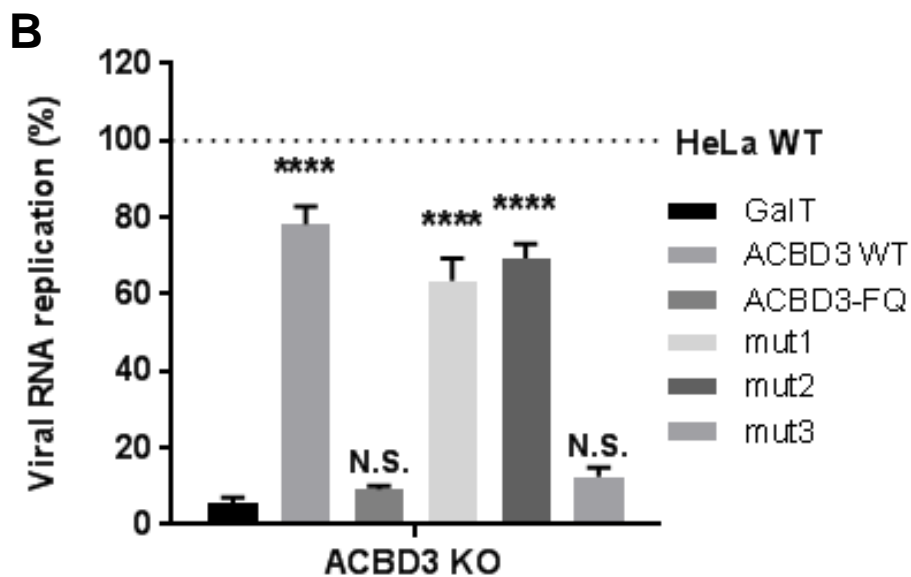 B
Viral RNA replication (%)
120
100
80
60
40
20
0
HeLa WT
****
N.S.
****
****
N.S.
GalT
ACBD3 WT
ACBD3-FQ
mut1
mut2
mut3
ACBD3 KO